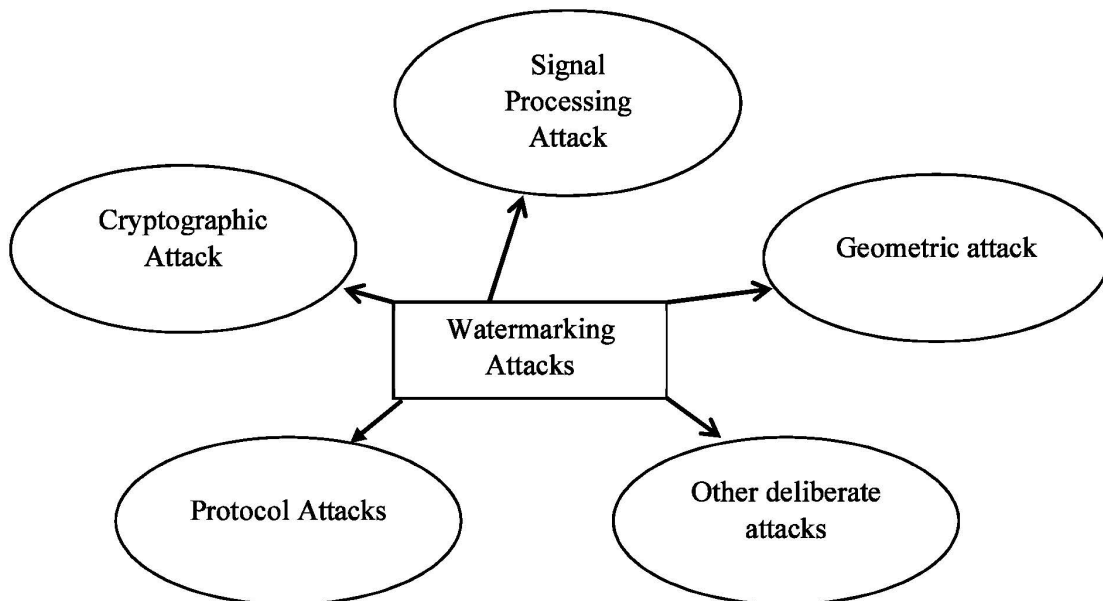 Signal
Processing
Attack
Cryptographic
Attack
Geometric attack
Watermarking
Attacks
Protocol Attacks
Other deliberate
attacks